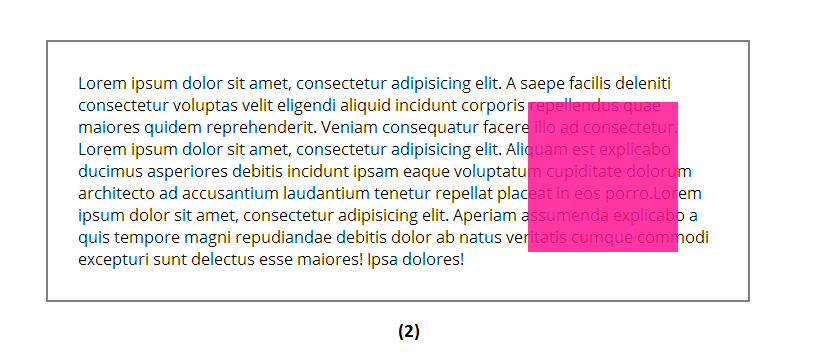 Lorem ipsum dolor sit amet, consectetur adipisicing elit. A saepe facilis deleniti
consectetur voluptas velit eligendi aliquid incidunt corporis repellendus quae
maiores quidem reprehenderit. Veniam consequatur facere illo ad consectetur.
Lorem ipsum dolor sit amet, consectetur adipisicing elit. Aliquam est explicabo
ducimus asperiores debitis incidunt ipsam eaque voluptatum cupiditate dolorum
architecto ad accusantium laudantium tenetur repellat placeat in eos porro.Lorem
ipsum dolor sit amet, consectetur adipisicing elit. Aperiam assumenda explicabo a
quis tempore magni repudiandae debitis dolor ab natus veritatis cumque commodi
excepturi sunt delectus esse maiores! Ipsa dolores!
(2)